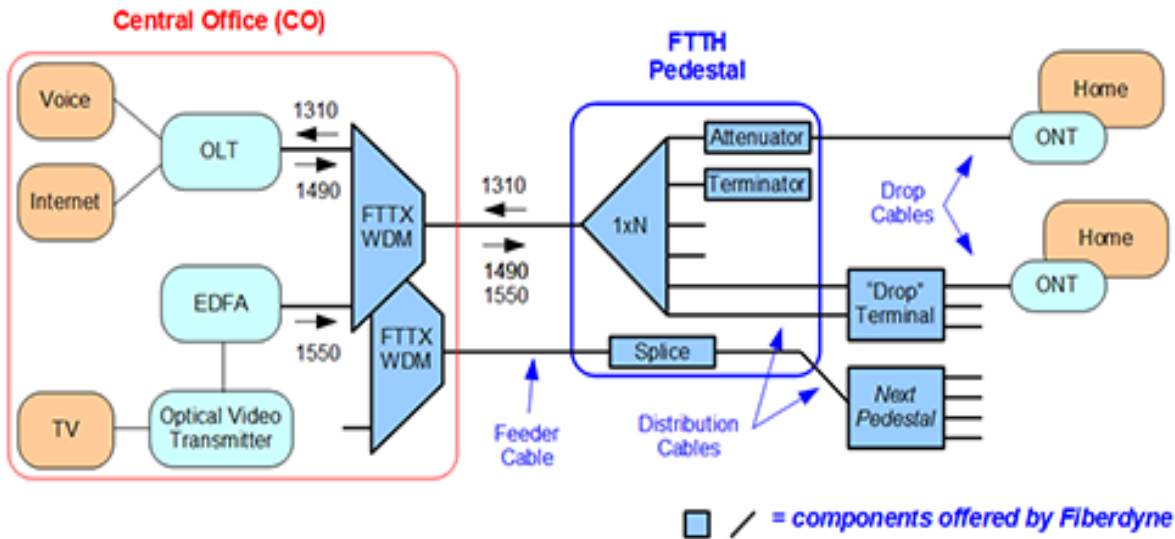 Central Office (CO)
FTTH
Pedestal
Voice
Internet
OLT
1310
1490
FTTX
WDM
EDFA
1550
FTTX
WDM
TV
Optical Video
Transmitter
1310
1490
1550
Feeder
Cable
1xN
Attenuator
Terminator
Splice
"Drop"
Terminal
Next
Pedestal
Distribution
Cables
Drop
Cables
Home
ONT
Home
ONT
= components offered by Fiberdyne